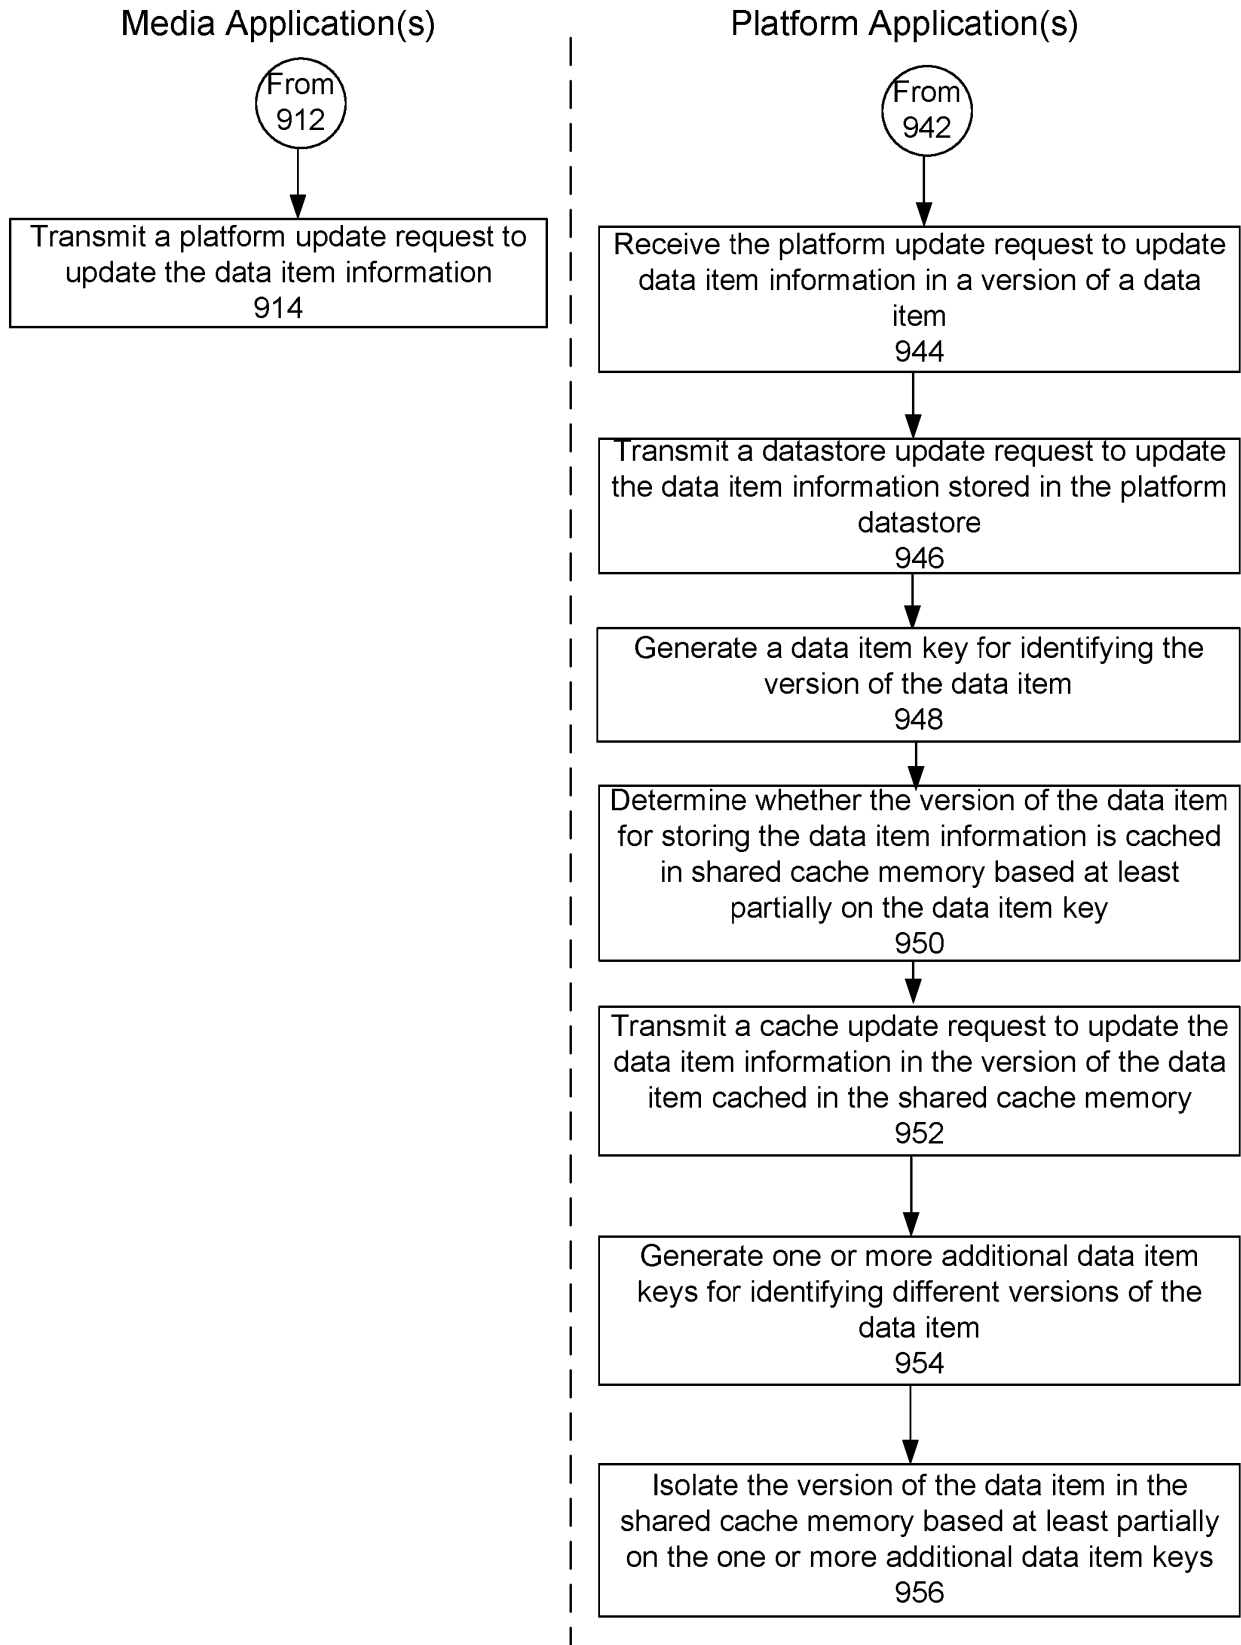 Media Application(s)
From
912
Transmit a platform update request to
update the data item information
914
Platform Application(s)
From
942
Receive the platform update request to update
data item information in a version of a data
item
944
Transmit a datastore update request to update
the data item information stored in the platform
datastore
946
Generate a data item key for identifying the
version of the data item
948
Determine whether the version of the data item
for storing the data item information is cached
in shared cache memory based at least
partially on the data item key
950
Transmit a cache update request to update the
data item information in the version of the data
item cached in the shared cache memory
952
Generate one or more additional data item
keys for identifying different versions of the
data item
954
Isolate the version of the data item in the
shared cache memory based at least partially
on the one or more additional data item keys
956